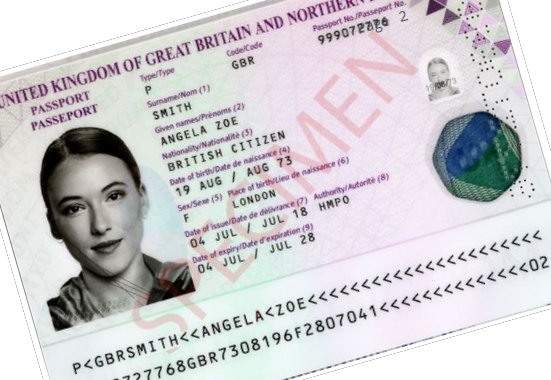 UNITED KINGDOM OF GREAT BRITAIN AND NORTHERN
PASSPORT
PASSEPORT
Type/Type
P
Code/Code
GBR
Passport No./Passeport No.
2
Surname/Nom (1)
SMITH
Given names/Prénoms (2)
ANGELA ZOE
Nationality/Nationalité (3)
BRITISH CITIZEN
Date of birth/Date de naissance (4)
19 AUG / AUG 73
Sex/Sexe (5) Place of birth/Lieu de naissance (6)
F LONDON
Date of issue/Date de délivrance (7) Authority/Autorité (8)
04 JUL / JUL 18 HMPO
Date of expiry/Date d'expiration (9)
04 JUL / JUL 28
SPECIMEN
P<GBRSMITH<<ANGELA<ZOE<<<<<<<<<<<<<<<<<<<<<<
727768GBR7308196F2807041<<<<<<<<<<<<<<02